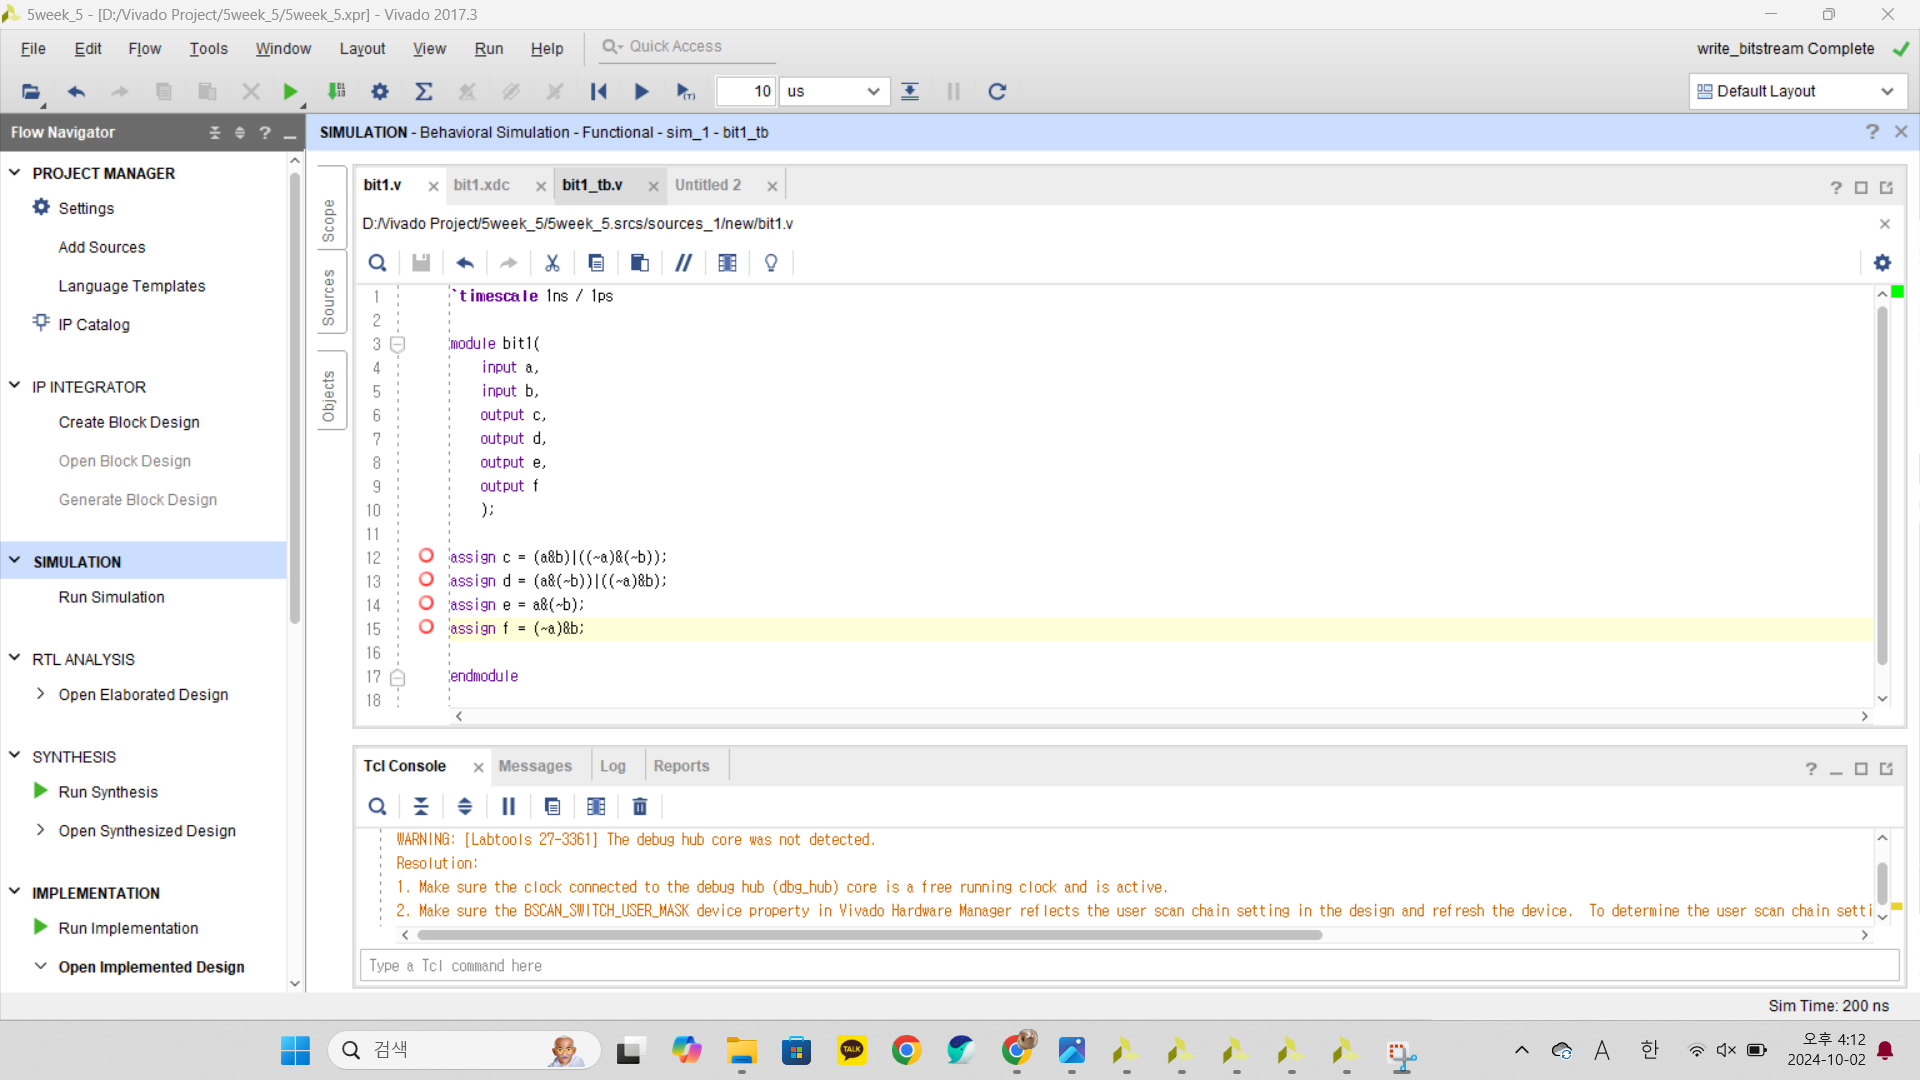 5week_5 - [D:/Vivado Project/5week_5/5week_5.xpr] - Vivado 2017.3
File Edit Flow Tools Window Layout View Run Help Quick Access
write_bitstream Complete
10 us
Default Layout
Flow Navigator
SIMULATION - Behavioral Simulation - Functional - sim_1 - bit1_tb
PROJECT MANAGER
Settings
Add Sources
Language Templates
IP Catalog
IP INTEGRATOR
Create Block Design
Open Block Design
Generate Block Design
SIMULATION
Run Simulation
RTL ANALYSIS
Open Elaborated Design
SYNTHESIS
Run Synthesis
Open Synthesized Design
IMPLEMENTATION
Run Implementation
Open Implemented Design
Scope
Sources
Objects
bit1.v bit1.xdc bit1_tb.v Untitled 2
D:/Vivado Project/5week_5/5week_5.srcs/sources_1/new/bit1.v
1 `timescale 1ns / 1ps
2
3 module bit1(
4 input a,
5 input b,
6 output c,
7 output d,
8 output e,
9 output f
10 );
11
12 assign c = (a&b)|((~a)&(~b));
13 assign d = (a&(~b))|((~a)&b);
14 assign e = a&(~b);
15 assign f = (~a)&b;
16
17 endmodule
18
Tcl Console Messages Log Reports
WARNING: [Labtools 27-3361] The debug hub core was not detected.
Resolution:
1. Make sure the clock connected to the debug hub (dbg_hub) core is a free running clock and is active.
2. Make sure the BSCAN_SWITCH_USER_MASK device property in Vivado Hardware Manager reflects the user scan chain setting in the design and refresh the device.  To determine the user scan chain setti
Type a Tcl command here
Sim Time: 200 ns
검색
TALK
A 한
오후 4:12
2024-10-02